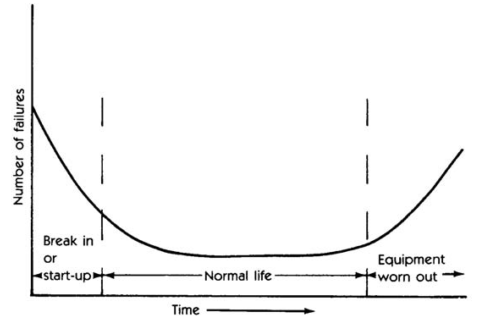 Number of failures
Break in
or
start-up
Normal life
Equipment
worn out
Time